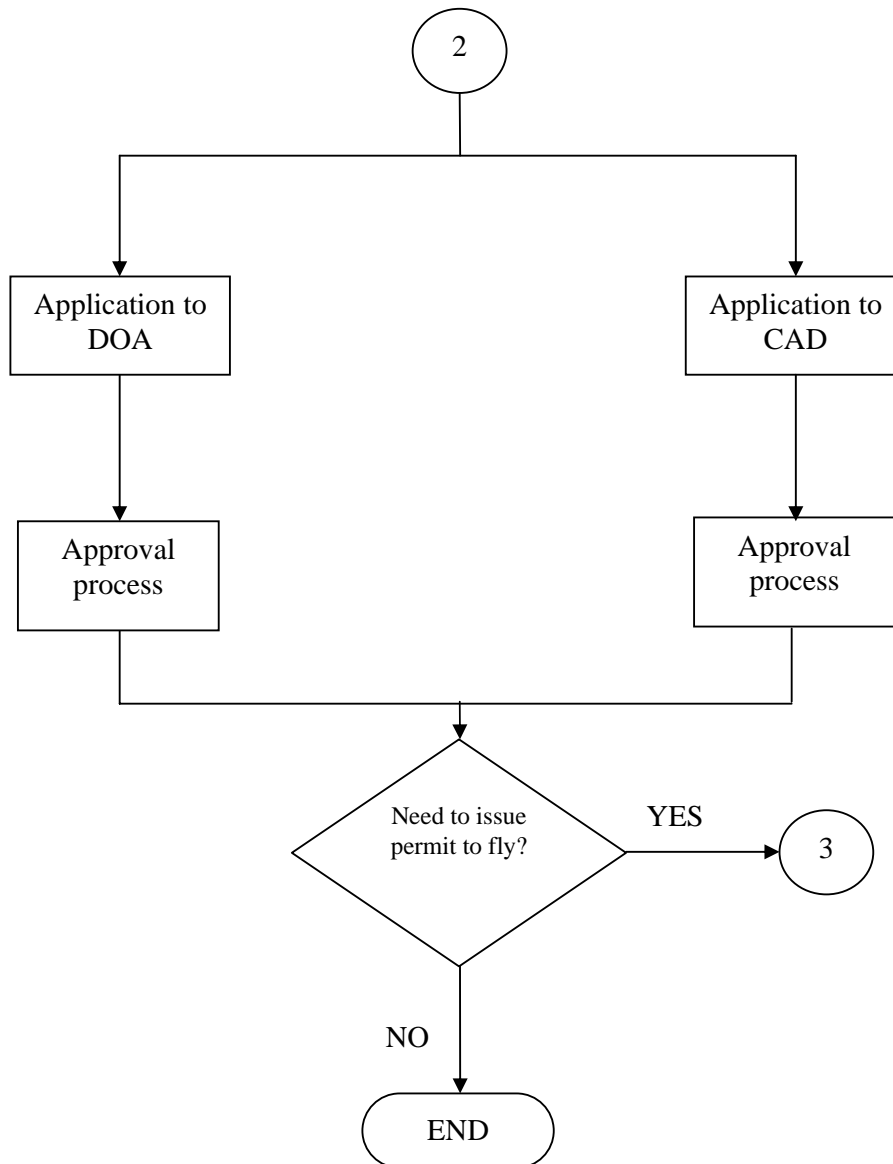 2
Application to
DOA
Application to
CAD
Approval
process
Approval
process
Need to issue
permit to fly?
YES
3
NO
END